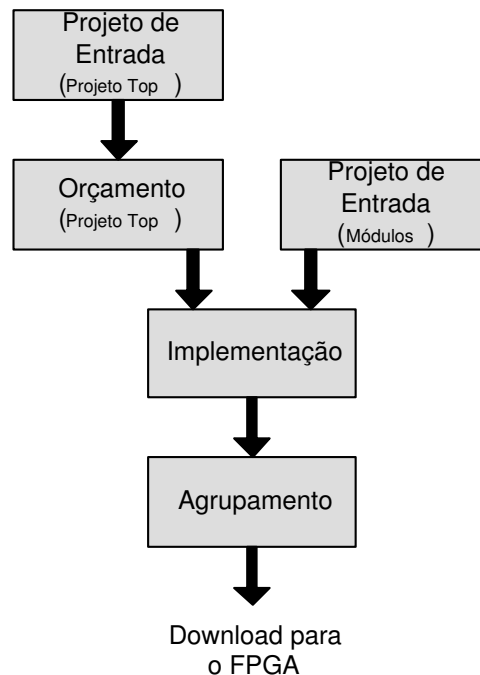 Projeto de
Entrada
(Projeto Top )
Orçamento
(Projeto Top )
Projeto de
Entrada
(Módulos )
Implementação
Agrupamento
Download para
o FPGA